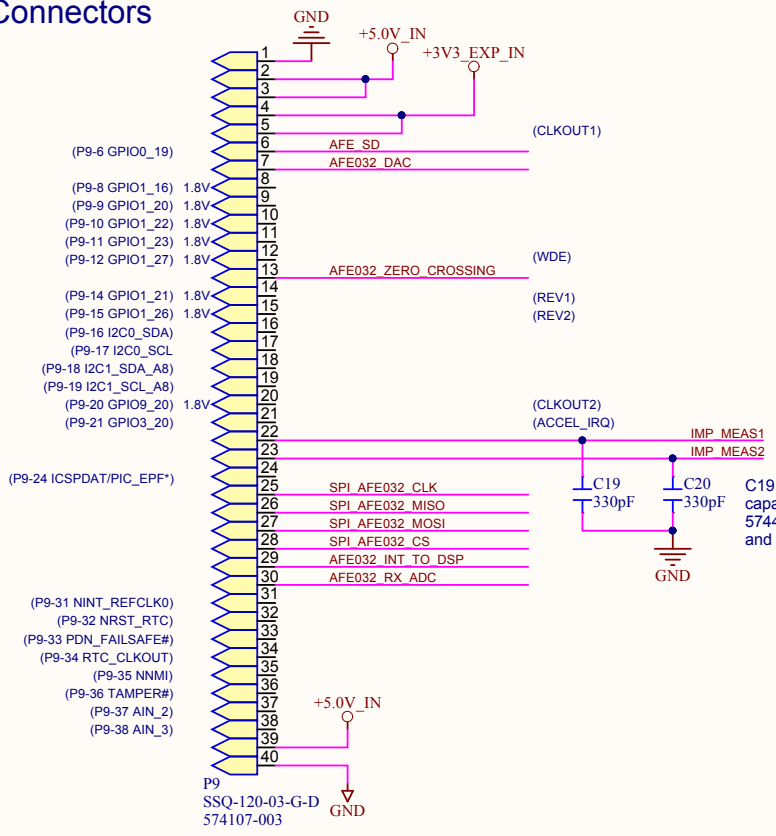 Connectors
GND
+5.0V_IN
+3V3_EXP_IN
1
2
3
4
5
(CLKOUT1)
(P9-6 GPIO0_19)
6
AFE_SD
7
AFE032_DAC
(P9-8 GPIO1_16) 1.8V
8
(P9-9 GPIO1_20) 1.8V
9
(P9-10 GPIO1_22) 1.8V
10
(P9-11 GPIO1_23) 1.8V
11
(P9-12 GPIO1_27) 1.8V
12
(WDE)
13
AFE032_ZERO_CROSSING
(P9-14 GPIO1_21) 1.8V
14
(REV1)
(P9-15 GPIO1_26) 1.8V
15
(REV2)
(P9-16 I2C0_SDA)
16
(P9-17 I2C0_SCL
17
(P9-18 I2C1_SDA_A8)
18
(P9-19 I2C1_SCL_A8)
19
(P9-20 GPIO9_20) 1.8V
20
(CLKOUT2)
(P9-21 GPIO3_20)
21
(ACCEL_IRQ)
22
IMP_MEAS1
23
IMP_MEAS2
(P9-24 ICSPDAT/PIC_EPF*)
24
25
SPI_AFE032_CLK
26
SPI_AFE032_MISO
27
SPI_AFE032_MOSI
28
SPI_AFE032_CS
29
AFE032_INT_TO_DSP
30
AFE032_RX_ADC
C19
330pF
C20
330pF
C19
capa
5744
and
GND
(P9-31 NINT_REFCLK0)
31
(P9-32 NRST_RTC)
32
(P9-33 PDN_FAILSAFE#)
33
(P9-34 RTC_CLKOUT)
34
(P9-35 NNMI)
35
(P9-36 TAMPER#)
36
(P9-37 AIN_2)
37
(P9-38 AIN_3)
38
39
40
+5.0V_IN
GND
P9
SSQ-120-03-G-D
574107-003